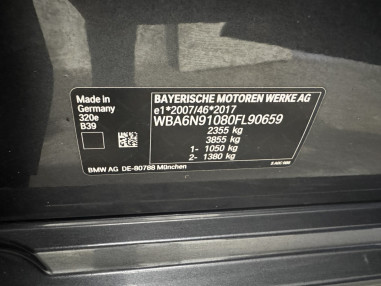 BAYERISCHE MOTOREN WERKE AG
e1*2007/46*2017
WBA6N91080FL90659
2355 kg
3855 kg
1- 1050 kg
2- 1380 kg
Made in
Germany
320e
B39
BMW AG DE-80788 München